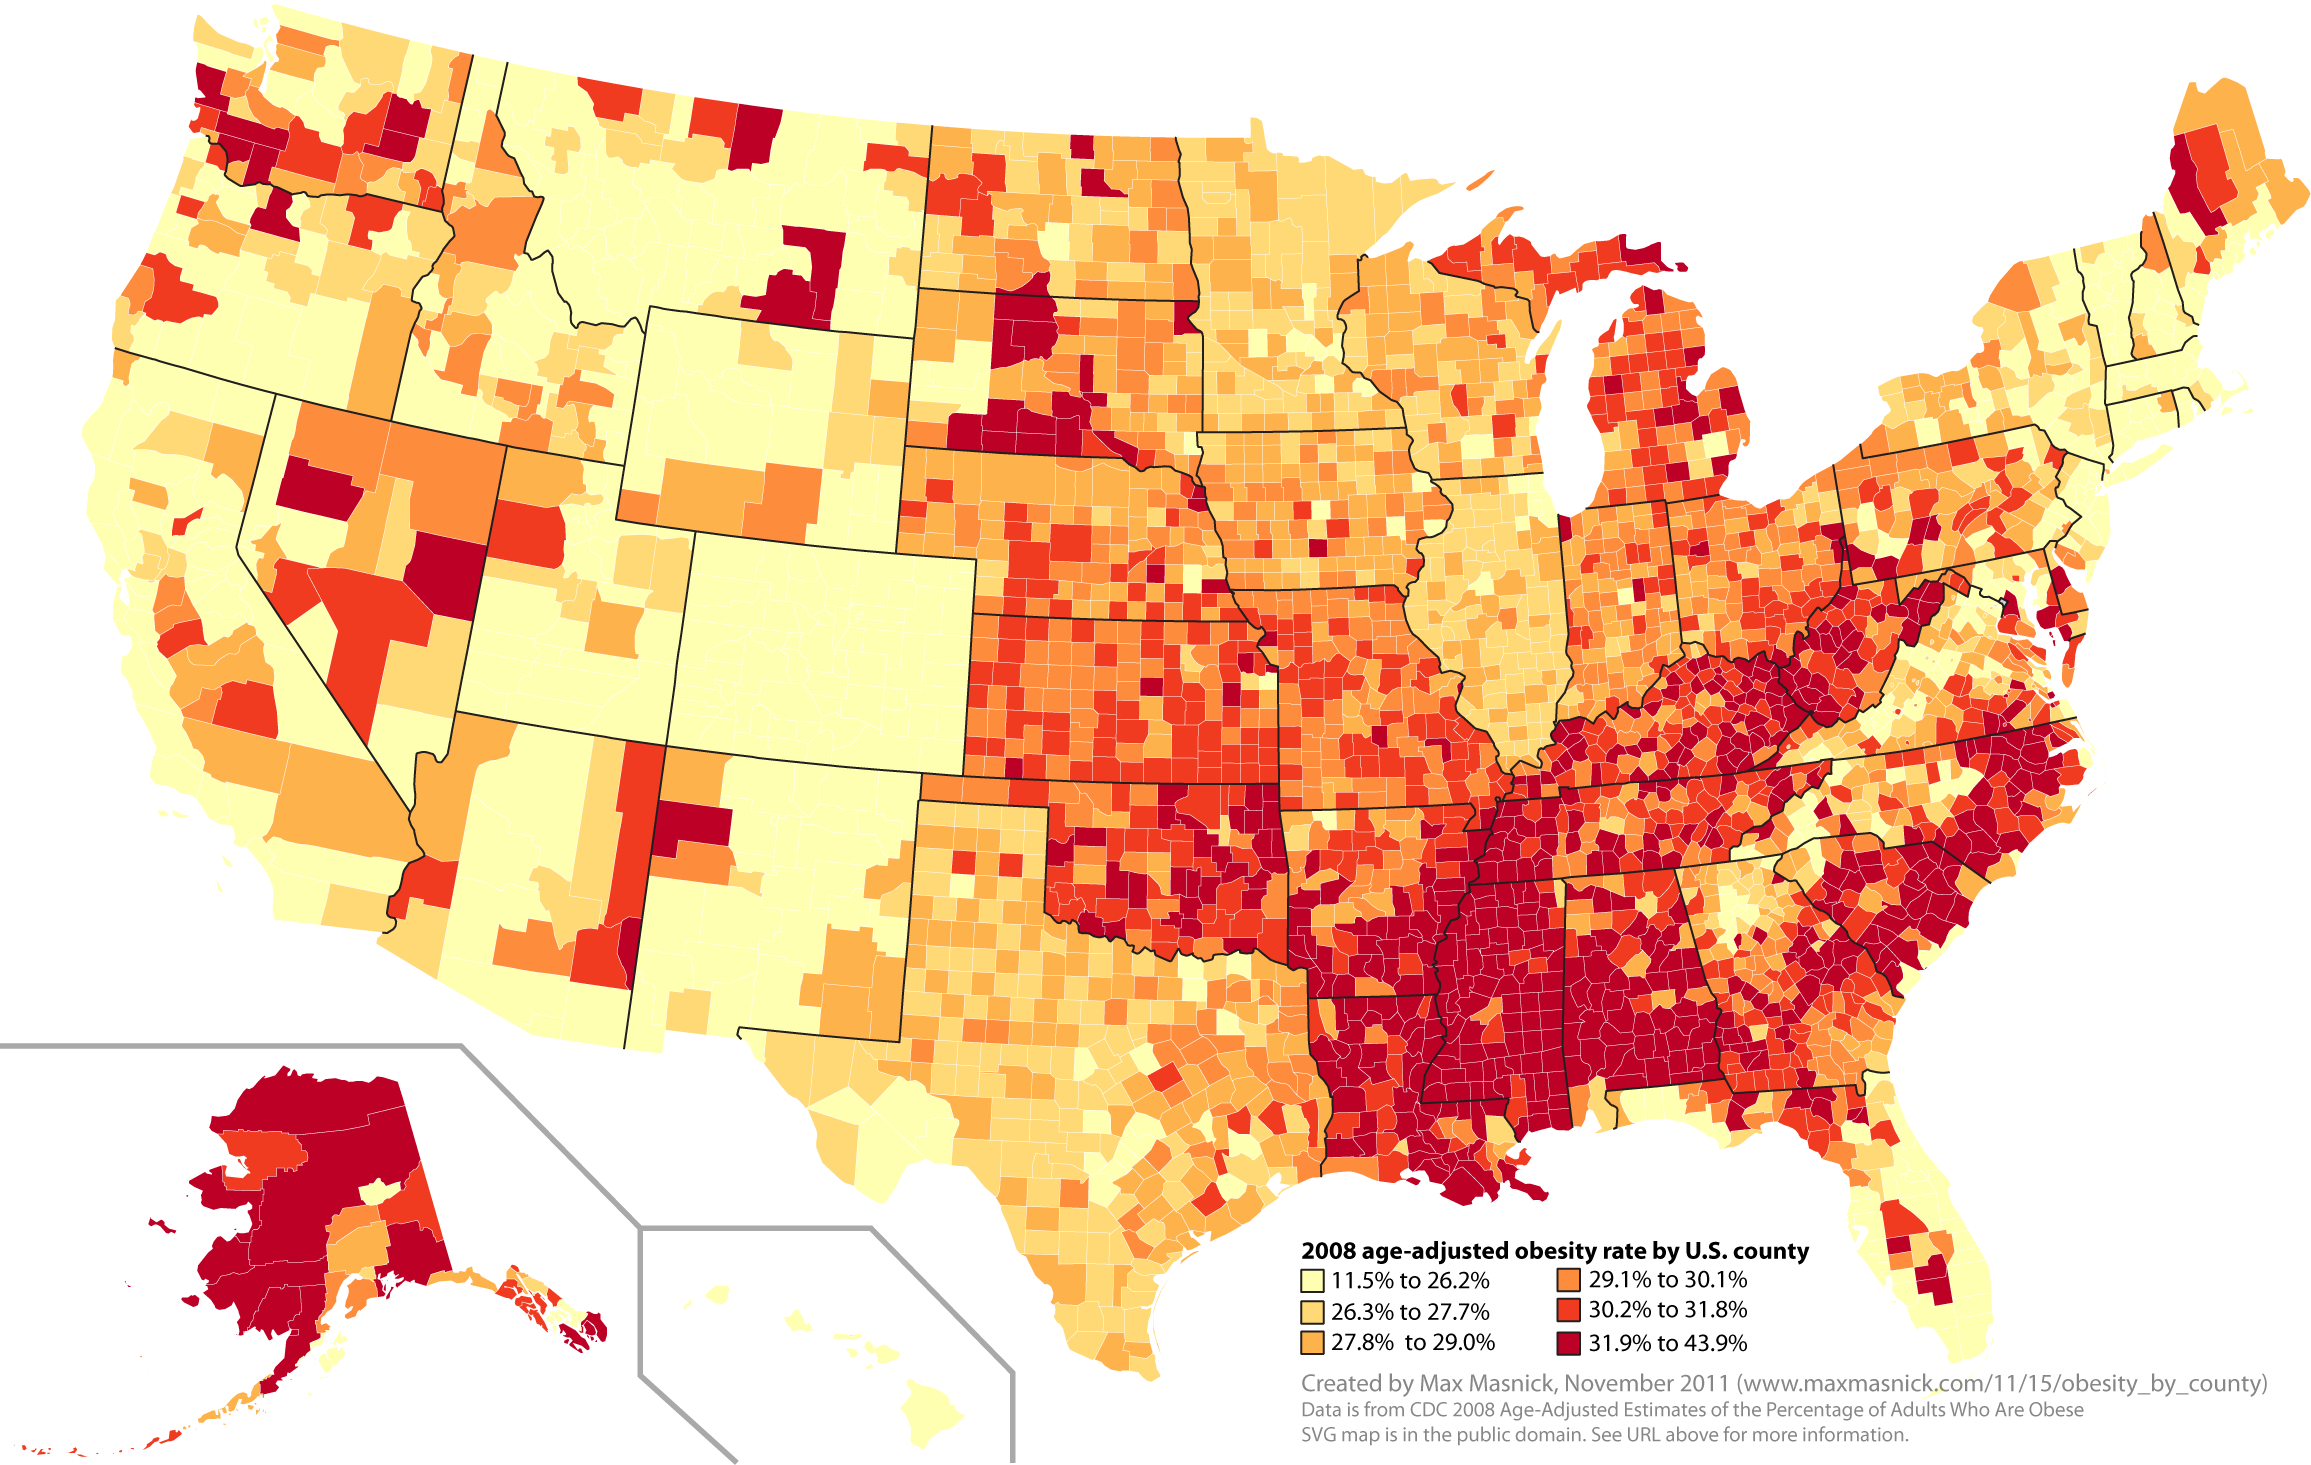 2008 age-adjusted obesity rate by U.S. county
11.5% to 26.2%
26.3% to 27.7%
27.8% to 29.0%
29.1% to 30.1%
30.2% to 31.8%
31.9% to 43.9%
Created by Max Masnick, November 2011 (www.maxmasnick.com/11/15/obesity_by_county)
Data is from CDC 2008 Age-Adjusted Estimates of the Percentage of Adults Who Are Obese
SVG map is in the public domain. See URL above for more information.